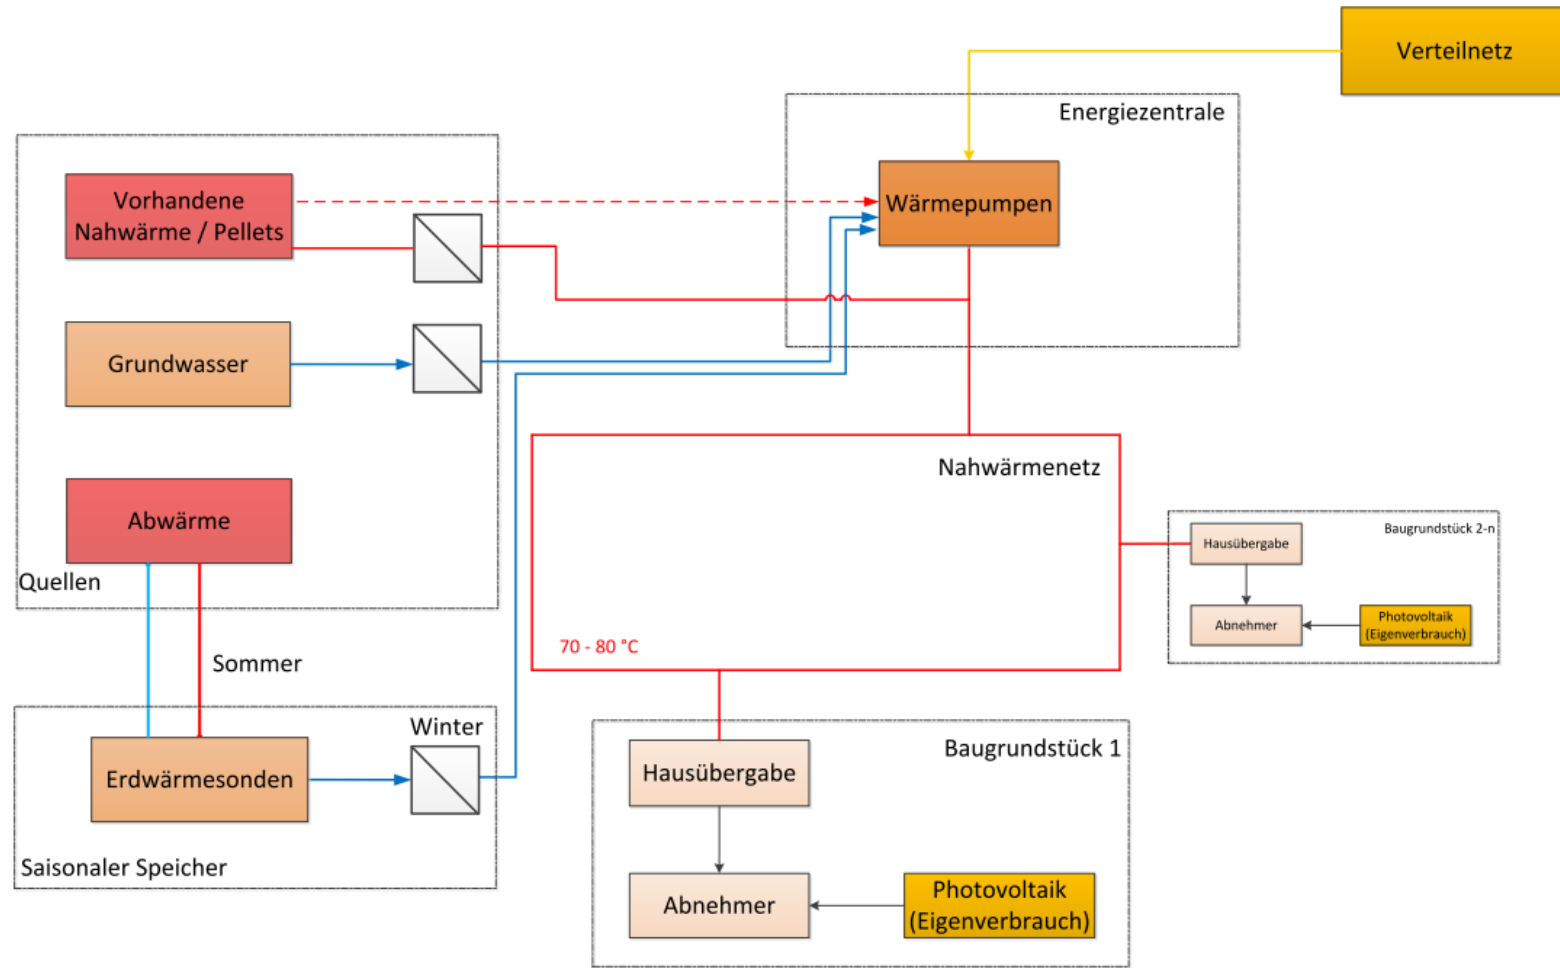 Verteilnetz
Energiezentrale
Wärmepumpen
Vorhandene
Nahwärme / Pellets
Grundwasser
Abwärme
Quellen
Sommer
Winter
Erdwärmesonden
Saisonaler Speicher
Nahwärmenetz
70 - 80 °C
Baugrundstück 2-n
Hausübergabe
Abnehmer
Photovoltaik
(Eigenverbrauch)
Baugrundstück 1
Hausübergabe
Abnehmer
Photovoltaik
(Eigenverbrauch)